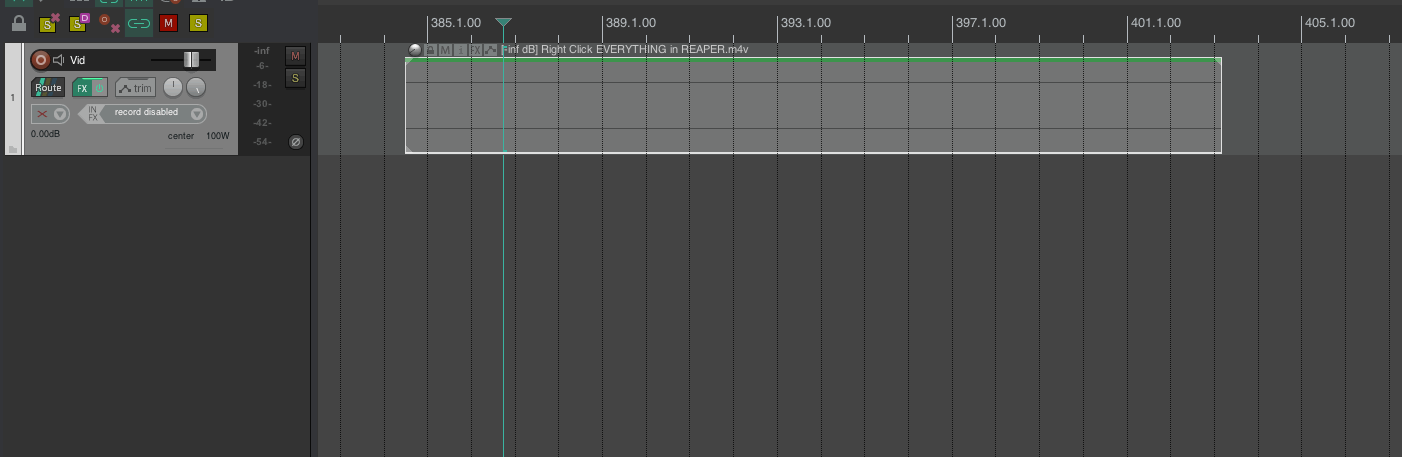 385.1.00
389.1.00
393.1.00
397.1.00
401.1.00
405.1.00
S
S D
M
S
Vid
-inf
M
[-inf dB] Right Click EVERYTHING in REAPER.m4v
M
i
FX
-6-
S
-18-
Route
FX
trim
1
-30-
IN
FX
record disabled
-42-
0.00dB
center
100W
-54-